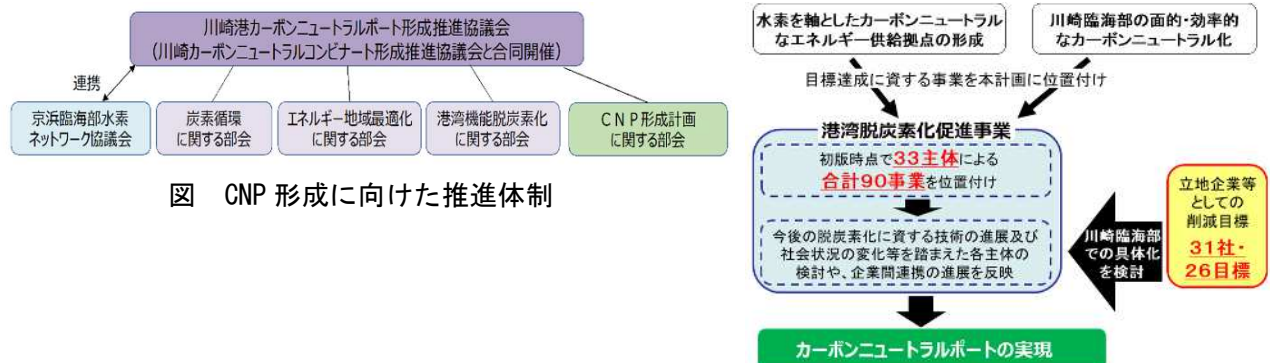 川崎港カーボンニュートラルポート形成推進協議会
(川崎カーボンニュートラルコンビナート形成推進協議会と合同開催)
連携
京浜臨海部水素
ネットワーク協議会
炭素循環
に関する部会
エネルギー地域最適化
に関する部会
港湾機能脱炭素化
に関する部会
CNP形成計画
に関する部会
図 CNP形成に向けた推進体制
水素を軸としたカーボンニュートラル
なエネルギー供給拠点の形成
川崎臨海部の面的・効率的
なカーボンニュートラル化
目標達成に資する事業を本計画に位置付け
港湾脱炭素化促進事業
初版時点で33主体による
合計90事業を位置付け
今後の脱炭素化に資する技術の進展及び
社会状況の変化等を踏まえた各主体の
検討や、企業間連携の進展を反映
川崎臨海部
での具体化
を検討
立地企業等
としての
削減目標
31社・
26目標
カーボンニュートラルポートの実現